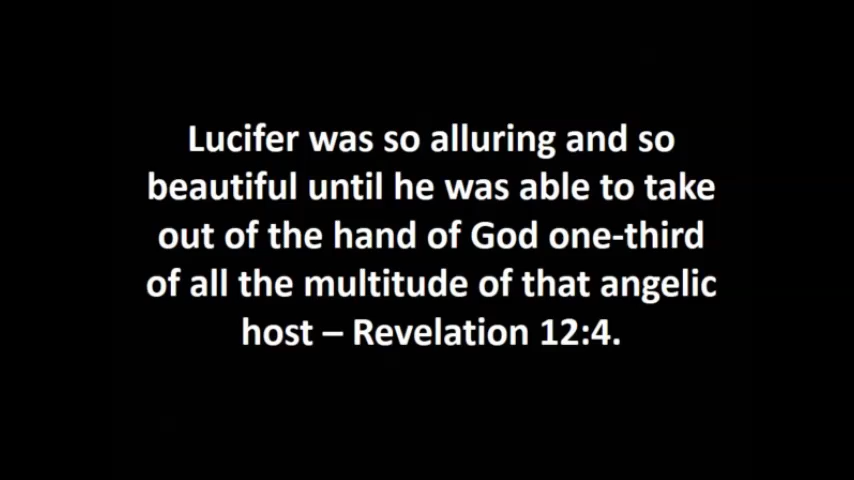 Lucifer was so alluring and so
beautiful until he was able to take
out of the hand of God one-third
of all the multitude of that angelic
host – Revelation 12:4.